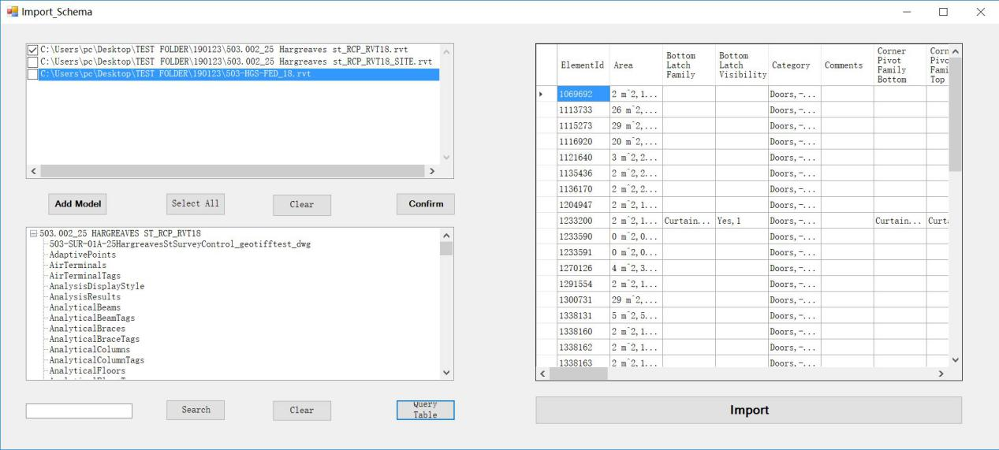 Import_Schema
C:\Users\pc\Desktop\TEST FOLDER\190123\503.002_25 Hargreaves st_RCP_RVT18.rvt
C:\Users\pc\Desktop\TEST FOLDER\190123\503.002_25 Hargreaves st_RCP_RVT18_SITE.rvt
C:\Users\pc\Desktop\TEST FOLDER\190123\503-HGS-FED_18.rvt
Add Model Select All Clear Confirm
503.002_25 HARGREAVES ST_RCP_RVT18
503-SUR-01A-25HargreavesStSurveyControl_geotifftest_dwg
AdaptivePoints
AirTerminals
AirTerminalTags
AnalysisDisplayStyle
AnalysisResults
AnalyticalBeams
AnalyticalBeamTags
AnalyticalBraces
AnalyticalBraceTags
AnalyticalColumns
AnalyticalColumnTags
AnalyticalFloors
Search Clear Query
Table
ElementId Area Bottom Latch Family Bottom Latch Visibility Category Comments Corner Pivot Family Bottom Corn Pivo Fami Top
1069692 2 m^2,1... Doors,-...
1113733 26 m^2,... Doors,-...
1115273 29 m^2,... Doors,-...
1116920 20 m^2,... Doors,-...
1121640 3 m^2,2... Doors,-...
1135436 2 m^2,2... Doors,-...
1136170 2 m^2,2... Doors,-...
1204947 2 m^2,1... Doors,-...
1233200 2 m^2,1... Curtain... Yes,1 Doors,-... Curtain... Curt
1233590 0 m^2,0... Doors,-...
1233591 0 m^2,0... Doors,-...
1270126 4 m^2,3... Doors,-...
1291554 2 m^2,1... Doors,-...
1300731 29 m^2,... Doors,-...
1338131 5 m^2,5... Doors,-...
1338160 2 m^2,1... Doors,-...
1338162 2 m^2,1... Doors,-...
1338163 2 m^2,1... Doors,-...
Import